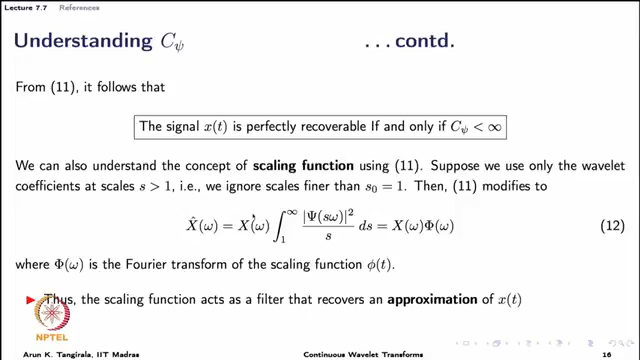 Lecture 7.7 References
Understanding C_ψ ... contd.
From (11), it follows that
The signal x(t) is perfectly recoverable If and only if C_ψ < ∞
We can also understand the concept of scaling function using (11). Suppose we use only the wavelet
coefficients at scales s > 1, i.e., we ignore scales finer than s_0 = 1. Then, (11) modifies to
X̂(ω) = X(ω) ∫_1^∞ |Ψ(sω)|^2 / s ds = X(ω)Φ(ω) (12)
where Φ(ω) is the Fourier transform of the scaling function φ(t).
Thus, the scaling function acts as a filter that recovers an approximation of x(t)
NPTEL
Arun K. Tangirala, IIT Madras Continuous Wavelet Transforms 16